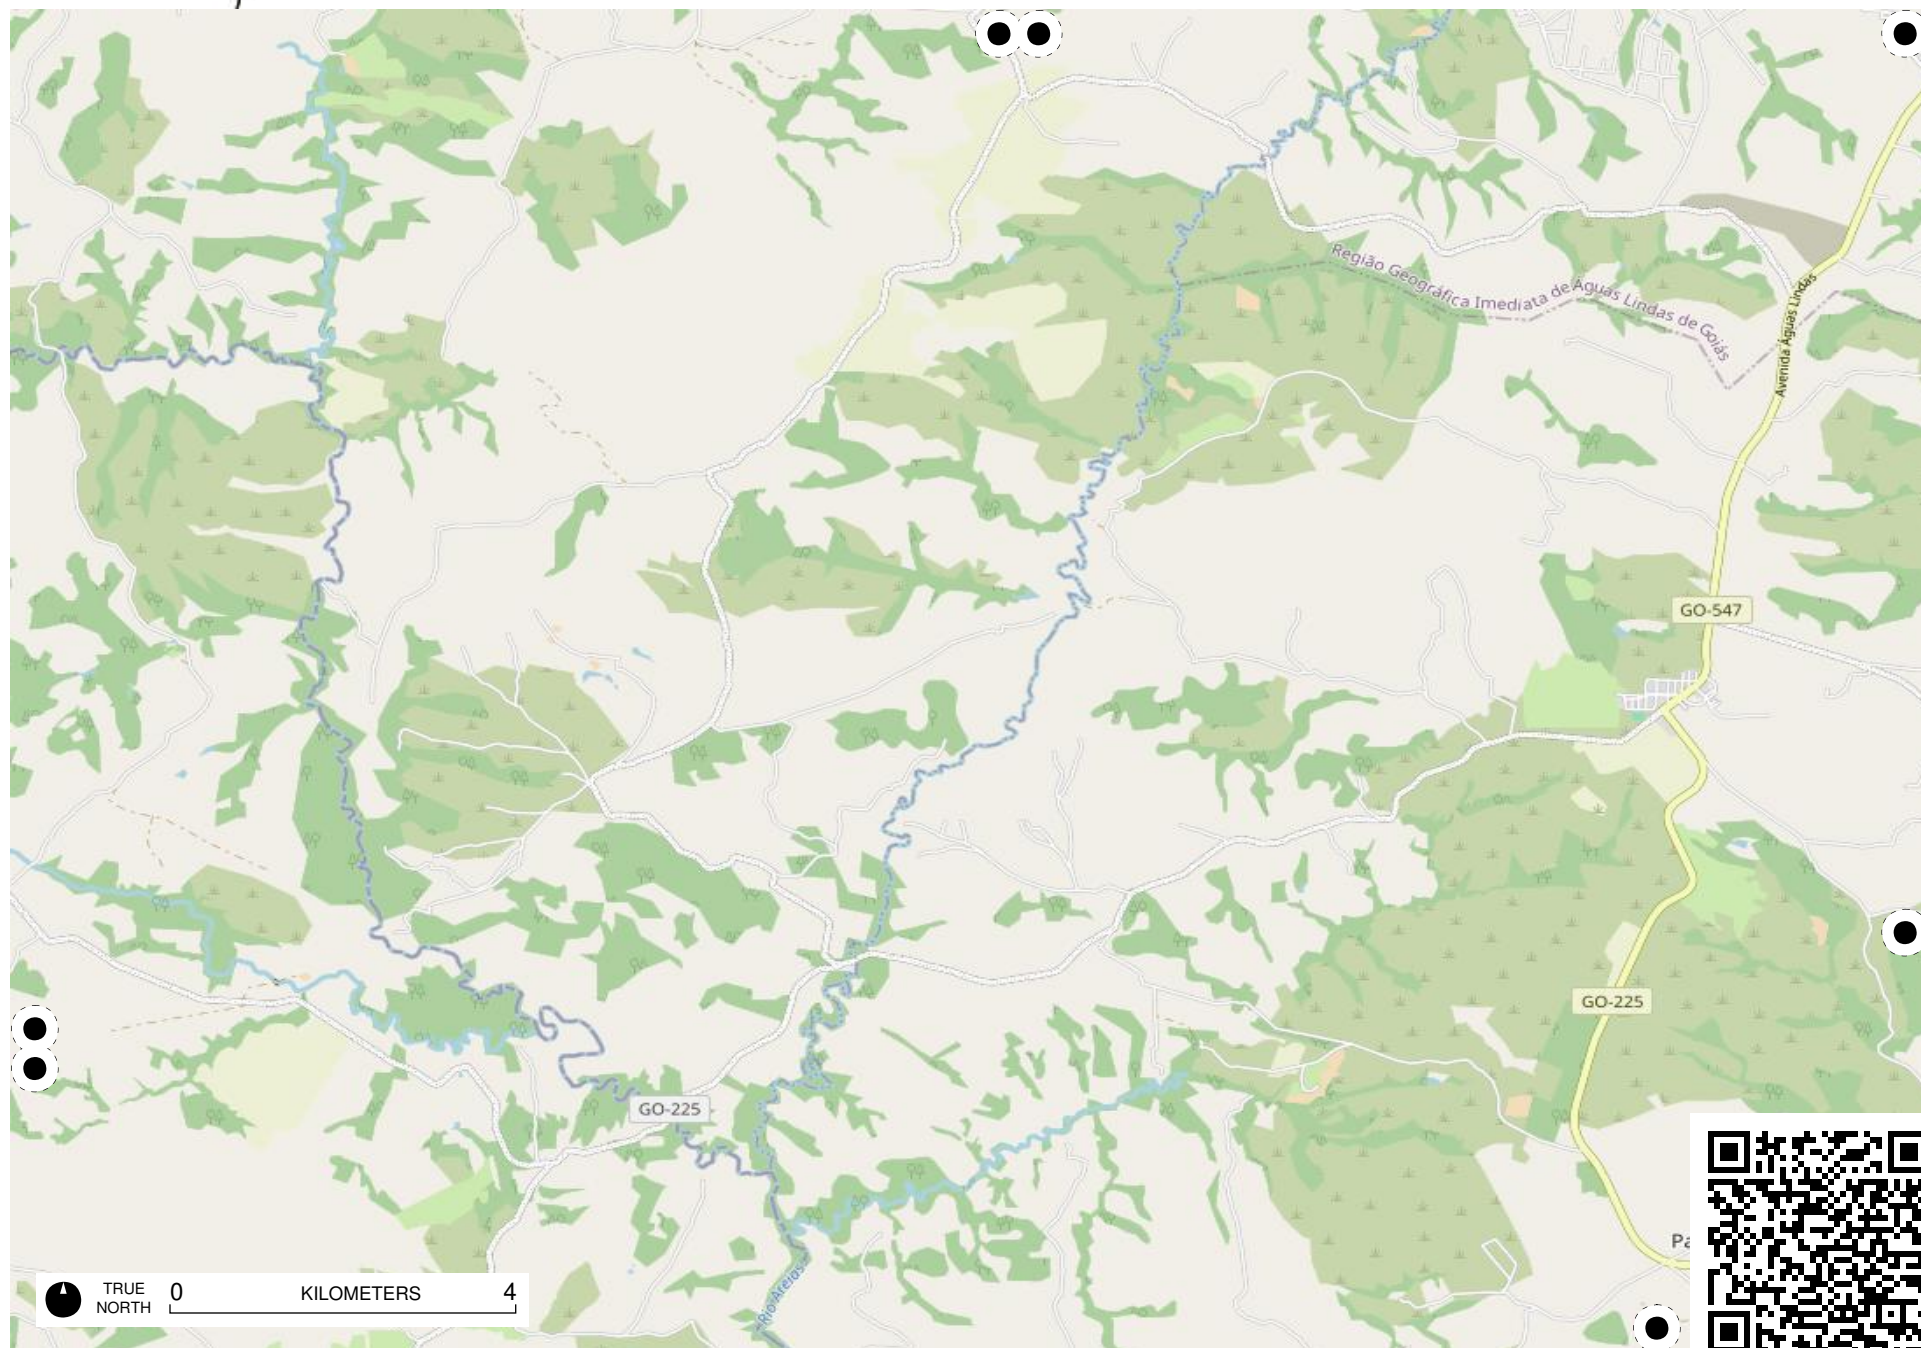 Região Geográfica Imediata de Águas Lindas de Goiás
Avenida Águas Lindas
GO-547
GO-225
GO-225
Rio Areias
TRUE
NORTH
0 KILOMETERS 4